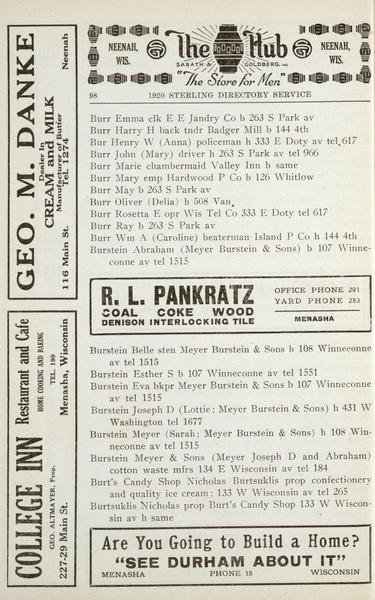 GEO. M. DANKE
Dealer In
CREAM and MILK
Manufacturer of Butter
Tel. 1274
116 Main St.
Neenah
COLLEGE INN
Restaurant and Cafe
HOME COOKING AND BAKING
GEO. ALTMAYER, Prop.
TEL. 199
227-29 Main St.
Menasha, Wisconsin
NEENAH, WIS.
The Hub
SARATH & GOLDBERG, INC
"The Store for Men"
NEENAH, WIS.
98 1920 STERLING DIRECTORY SERVICE
Burr Emma clk E E Jandry Co b 263 S Park av
Burr Harry H back tndr Badger Mill b 144 4th
Bur Henry W (Anna) policeman h 333 E Doty av tel 617
Burr John (Mary) driver h 263 S Park av tel 966
Burr Marie chambermaid Valley Inn b same
Burr Mary emp Hardwood P Co b 126 Whitlow
Burr May b 263 S Park av
Burr Oliver (Delia) h 508 Van
Burr Rosetta E opr Wis Tel Co 333 E Doty tel 617
Burr Ray b 263 S Park av
Burr Wm A (Caroline) beaterman Island P Co h 144 4th
Burstein Abraham (Meyer Burstein & Sons) b 107 Winne-
conne av tel 1515
R. L. PANKRATZ
COAL COKE WOOD
DENISON INTERLOCKING TILE
OFFICE PHONE 291
YARD PHONE 283
MENASHA
Burstein Belle sten Meyer Burstein & Sons b 108 Winneconne
av tel 1515
Burstein Esther S b 107 Winneconne av tel 1551
Burstein Eva bkpr Meyer Burstein & Sons b 107 Winneconne
av tel 1515
Burstein Joseph D (Lottie; Meyer Burstein & Sons) h 431 W
Washington tel 1677
Burstein Meyer (Sarah; Meyer Burstein & Sons) h 108 Win-
neconne av tel 1515
Burstein Meyer & Sons (Meyer Joseph D and Abraham)
cotton waste mfrs 134 E Wisconsin av tel 184
Burt's Candy Shop Nicholas Burtsuklis prop confectionery
and quality ice cream; 133 W Wisconsin av tel 265
Burtsuklis Nicholas prop Burt's Candy Shop 133 W Wiscon-
sin av h same
Are You Going to Build a Home?
"SEE DURHAM ABOUT IT"
MENASHA PHONE 18 WISCONSIN